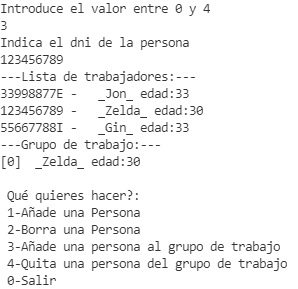 Introduce el valor entre 0 y 4
3
Indica el dni de la persona
123456789
---Lista de trabajadores:---
33998877E -   _Jon_ edad:33
123456789 -   _Zelda_ edad:30
55667788I -   _Gin_ edad:33
---Grupo de trabajo:---
[0]  _Zelda_ edad:30
Qué quieres hacer?:
1-Añade una Persona
2-Borra una Persona
3-Añade una persona al grupo de trabajo
4-Quita una persona del grupo de trabajo
0-Salir